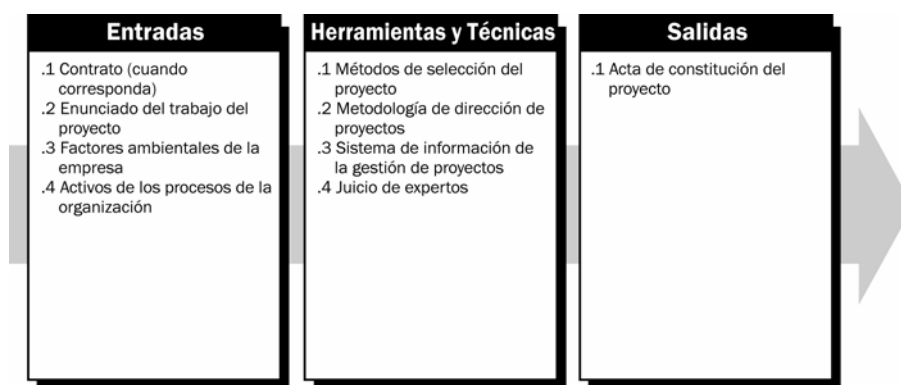 Entradas
.1 Contrato (cuando
corresponda)
.2 Enunciado del trabajo del
proyecto
.3 Factores ambientales de la
empresa
.4 Activos de los procesos de la
organización
Herramientas y Técnicas
.1 Métodos de selección del
proyecto
.2 Metodología de dirección de
proyectos
.3 Sistema de información de
la gestión de proyectos
.4 Juicio de expertos
Salidas
.1 Acta de constitución del
proyecto